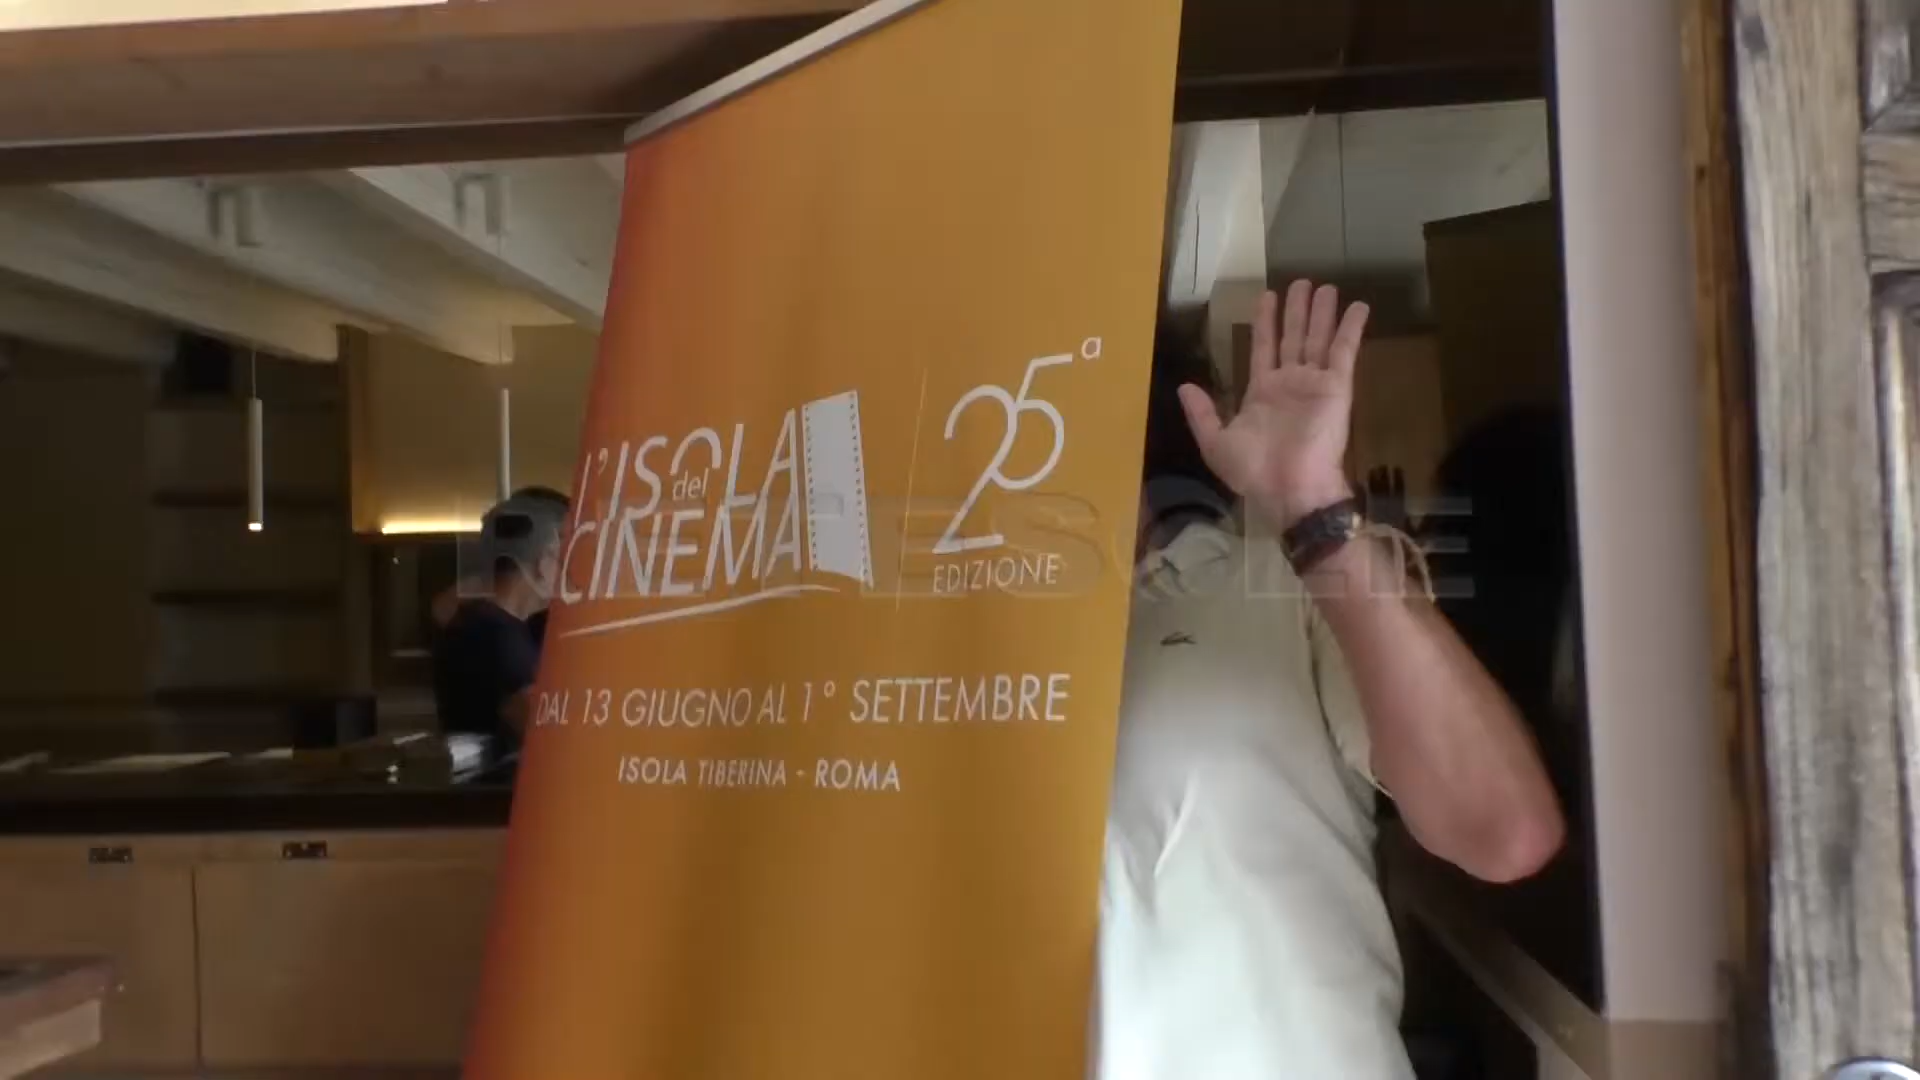 L'ISOLA
del
CINEMA
25ª
EDIZIONE
DAL 13 GIUGNO AL 1° SETTEMBRE
ISOLA TIBERINA - ROMA